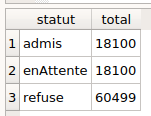 statut total
1 admis 18100
2 enAttente 18100
3 refuse 60499